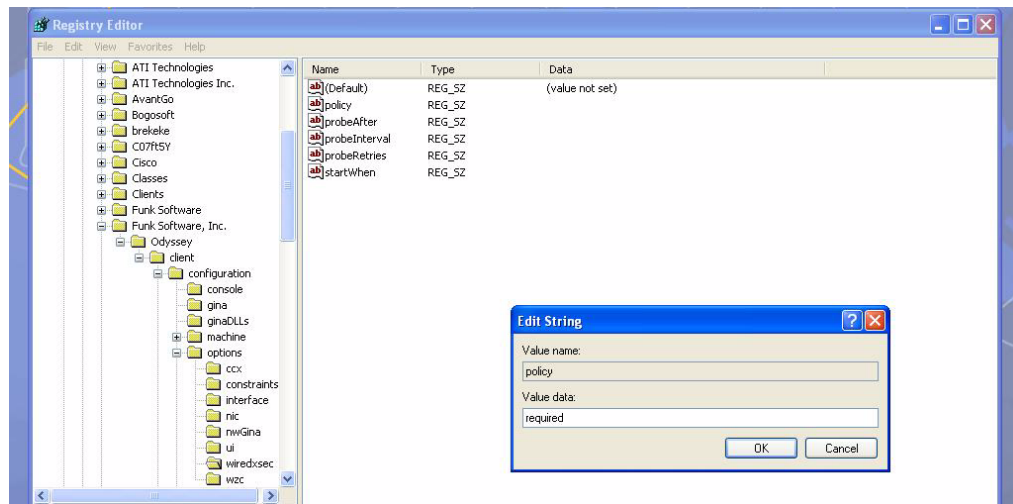 Registry Editor
File Edit View Favorites Help
ATI Technologies
ATI Technologies Inc.
AvantGo
Bogosoft
brekeke
C07ft5Y
Cisco
Classes
Clients
Funk Software
Funk Software, Inc.
Odyssey
client
configuration
console
gina
ginaDLLs
machine
options
ccx
constraints
interface
nic
nwGina
ui
wiredxsec
wzc
Name Type Data
(Default) REG_SZ (value not set)
policy REG_SZ
probeAfter REG_SZ
probeInterval REG_SZ
probeRetries REG_SZ
startWhen REG_SZ
Edit String
Value name:
policy
Value data:
required
OK Cancel